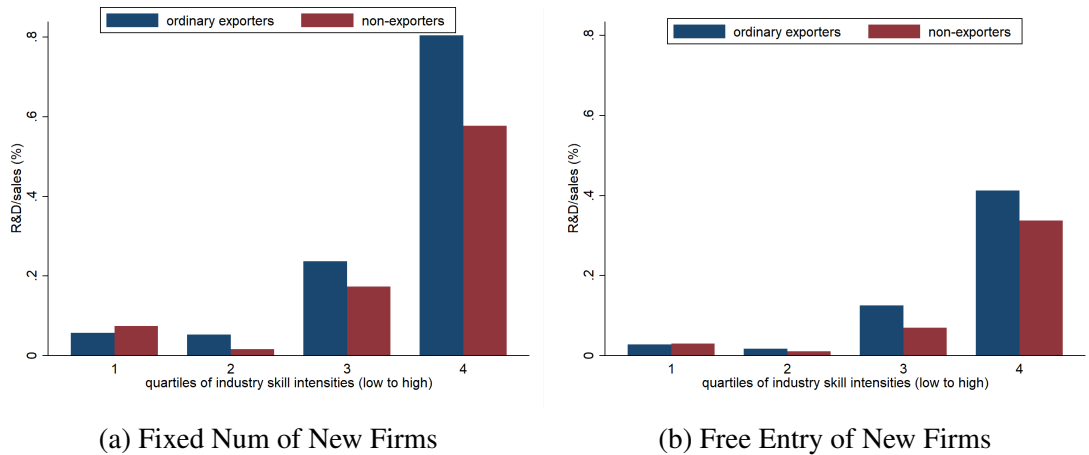 ordinary exporters non-exporters
.8
.6
.4
.2
0
R&D/sales (%)
1 2 3 4
quartiles of industry skill intensities (low to high)
(a) Fixed Num of New Firms
ordinary exporters non-exporters
.8
.6
.4
.2
0
R&D/sales (%)
1 2 3 4
quartiles of industry skill intensities (low to high)
(b) Free Entry of New Firms